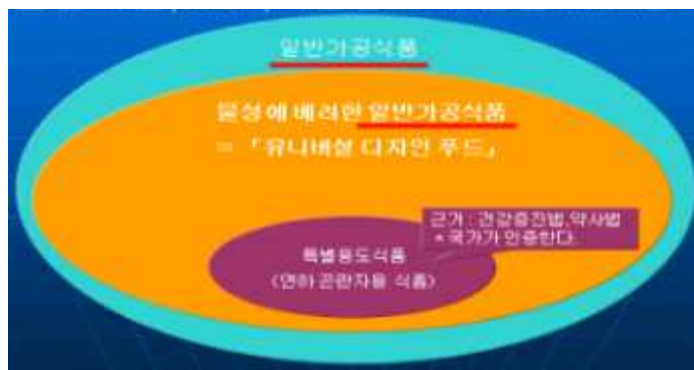 일반가공식품
물성에 배려한 일반가공식품
= 「유니버설 디자인 푸드」
근거 : 건강증진법,약사법
* 국가가 인증한다
특별용도식품
<연하 곤란자용 식품>